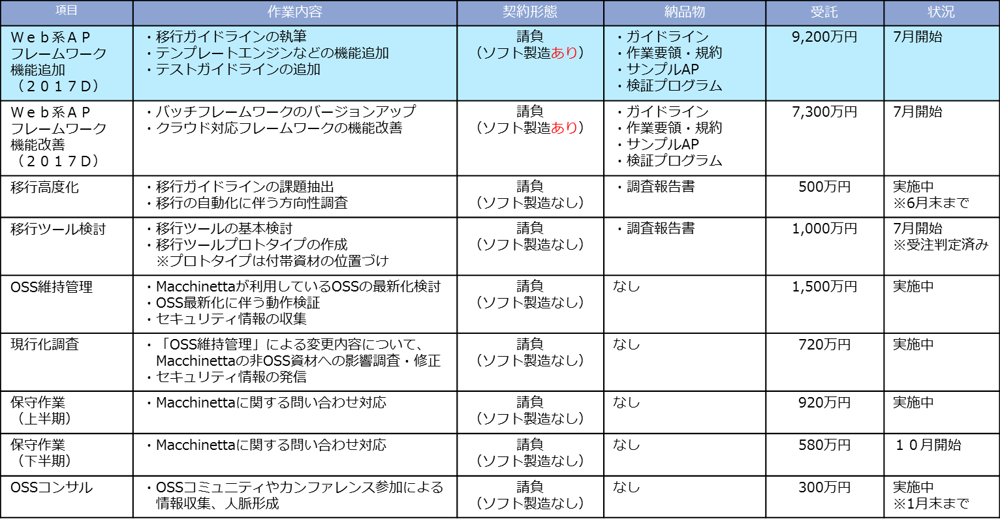 項目 作業内容 契約形態 納品物 受託 状況
Ｗｅｂ系ＡＰ
フレームワーク
機能追加
（２０１７Ｄ）
・移行ガイドラインの執筆
・テンプレートエンジンなどの機能追加
・テストガイドラインの追加
請負
（ソフト製造あり）
・ガイドライン
・作業要領・規約
・サンプルAP
・検証プログラム
9,200万円
7月開始
Ｗｅｂ系ＡＰ
フレームワーク
機能改善
（２０１７Ｄ）
・バッチフレームワークのバージョンアップ
・クラウド対応フレームワークの機能改善
請負
（ソフト製造あり）
・ガイドライン
・作業要領・規約
・サンプルAP
・検証プログラム
7,300万円
7月開始
移行高度化
・移行ガイドラインの課題抽出
・移行の自動化に伴う方向性調査
請負
（ソフト製造なし）
・調査報告書
500万円
実施中
※6月末まで
移行ツール検討
・移行ツールの基本検討
・移行ツールプロトタイプの作成
※プロトタイプは付帯資材の位置づけ
請負
（ソフト製造なし）
・調査報告書
1,000万円
7月開始
※受注判定済み
OSS維持管理
・Macchinettaが利用しているOSSの最新化検討
・OSS最新化に伴う動作検証
・セキュリティ情報の収集
請負
（ソフト製造なし）
なし
1,500万円
実施中
現行化調査
・「OSS維持管理」による変更内容について、
Macchinettaの非OSS資材への影響調査・修正
・セキュリティ情報の発信
請負
（ソフト製造なし）
なし
720万円
実施中
保守作業
（上半期）
・Macchinettaに関する問い合わせ対応
請負
（ソフト製造なし）
なし
920万円
実施中
保守作業
（下半期）
・Macchinettaに関する問い合わせ対応
請負
（ソフト製造なし）
なし
580万円
１０月開始
OSSコンサル
・OSSコミュニティやカンファレンス参加による
情報収集、人脈形成
請負
（ソフト製造なし）
なし
300万円
実施中
※1月末まで